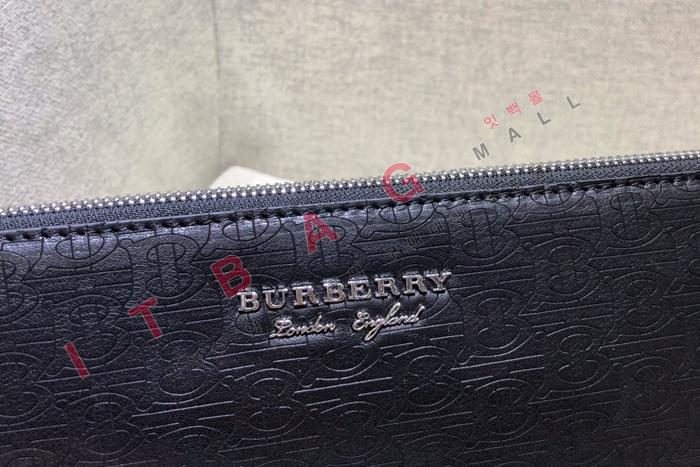 잇백몰
ITBAG MALL
BURBERRY
London England